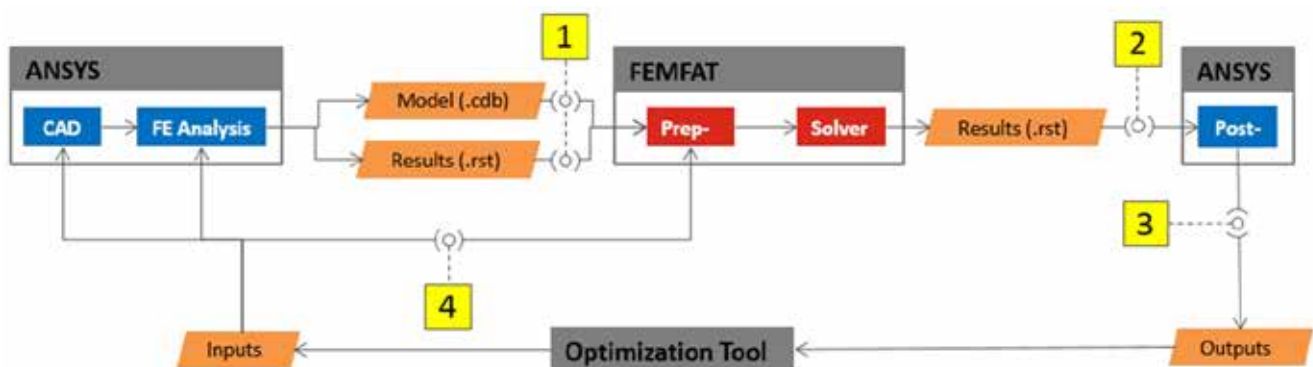 1
2
ANSYS
FEMFAT
ANSYS
Model (.cdb)
CAD
FE Analysis
Prep-
Solver
Results (.rst)
Post-
Results (.rst)
3
4
Inputs
Optimization Tool
Outputs